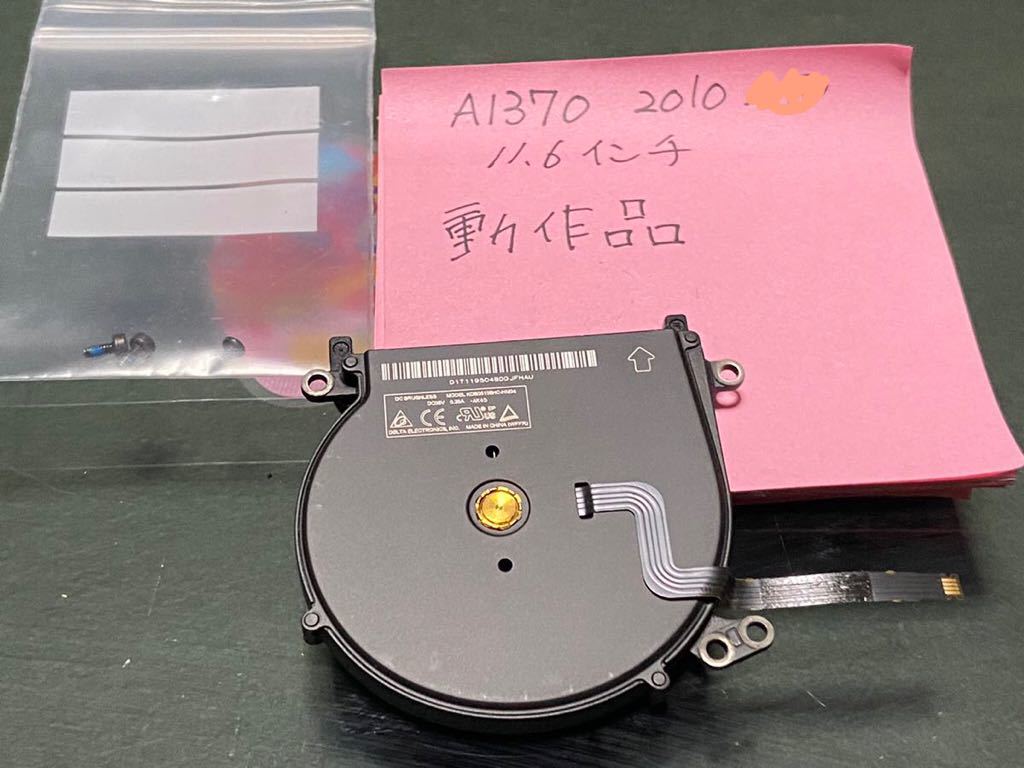 A1370 2010
11.6インチ
動作品
DC BRUSHLESS
DELTA ELECTRONICS, INC. MADE IN CHINA